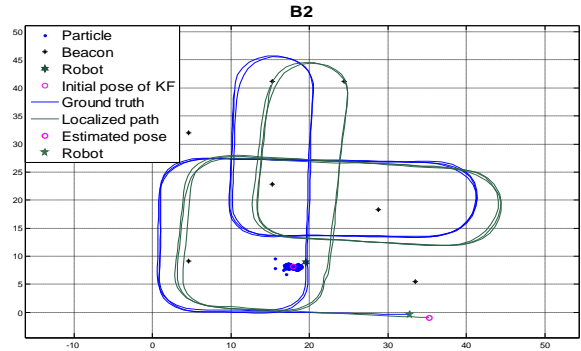 B2
Particle
Beacon
Robot
Initial pose of KF
Ground truth
Localized path
Estimated pose
Robot
50
45
40
35
30
25
20
15
10
5
0
-10
0
10
20
30
40
50